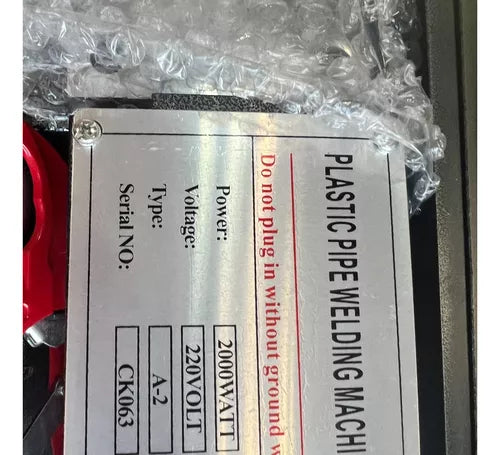 PLASTIC PIPE WELDING MACHI
Do not plug in without ground w
Power: 2000WATT
Voltage: 220VOLT
Type: A-2
Serial NO: CK063